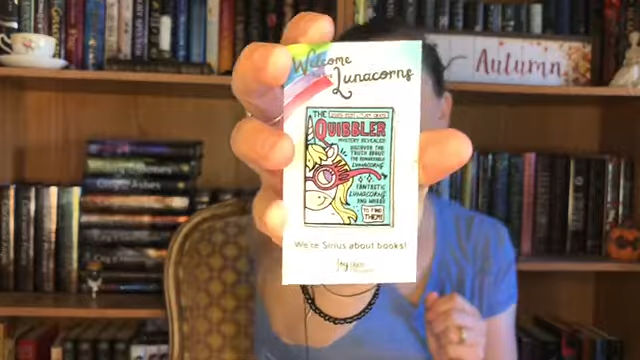 Welcome
Lunacorns
THE
QUIBBLER
MYSTERY REVEALED
DISCOVER THE
TRUTH ABOUT
THE REMARKABLE
LUNACORNS
FANTASTIC
LUNACORNS
AND WHERE
TO FIND
THEM!
We're Sirius about books!
Autumn